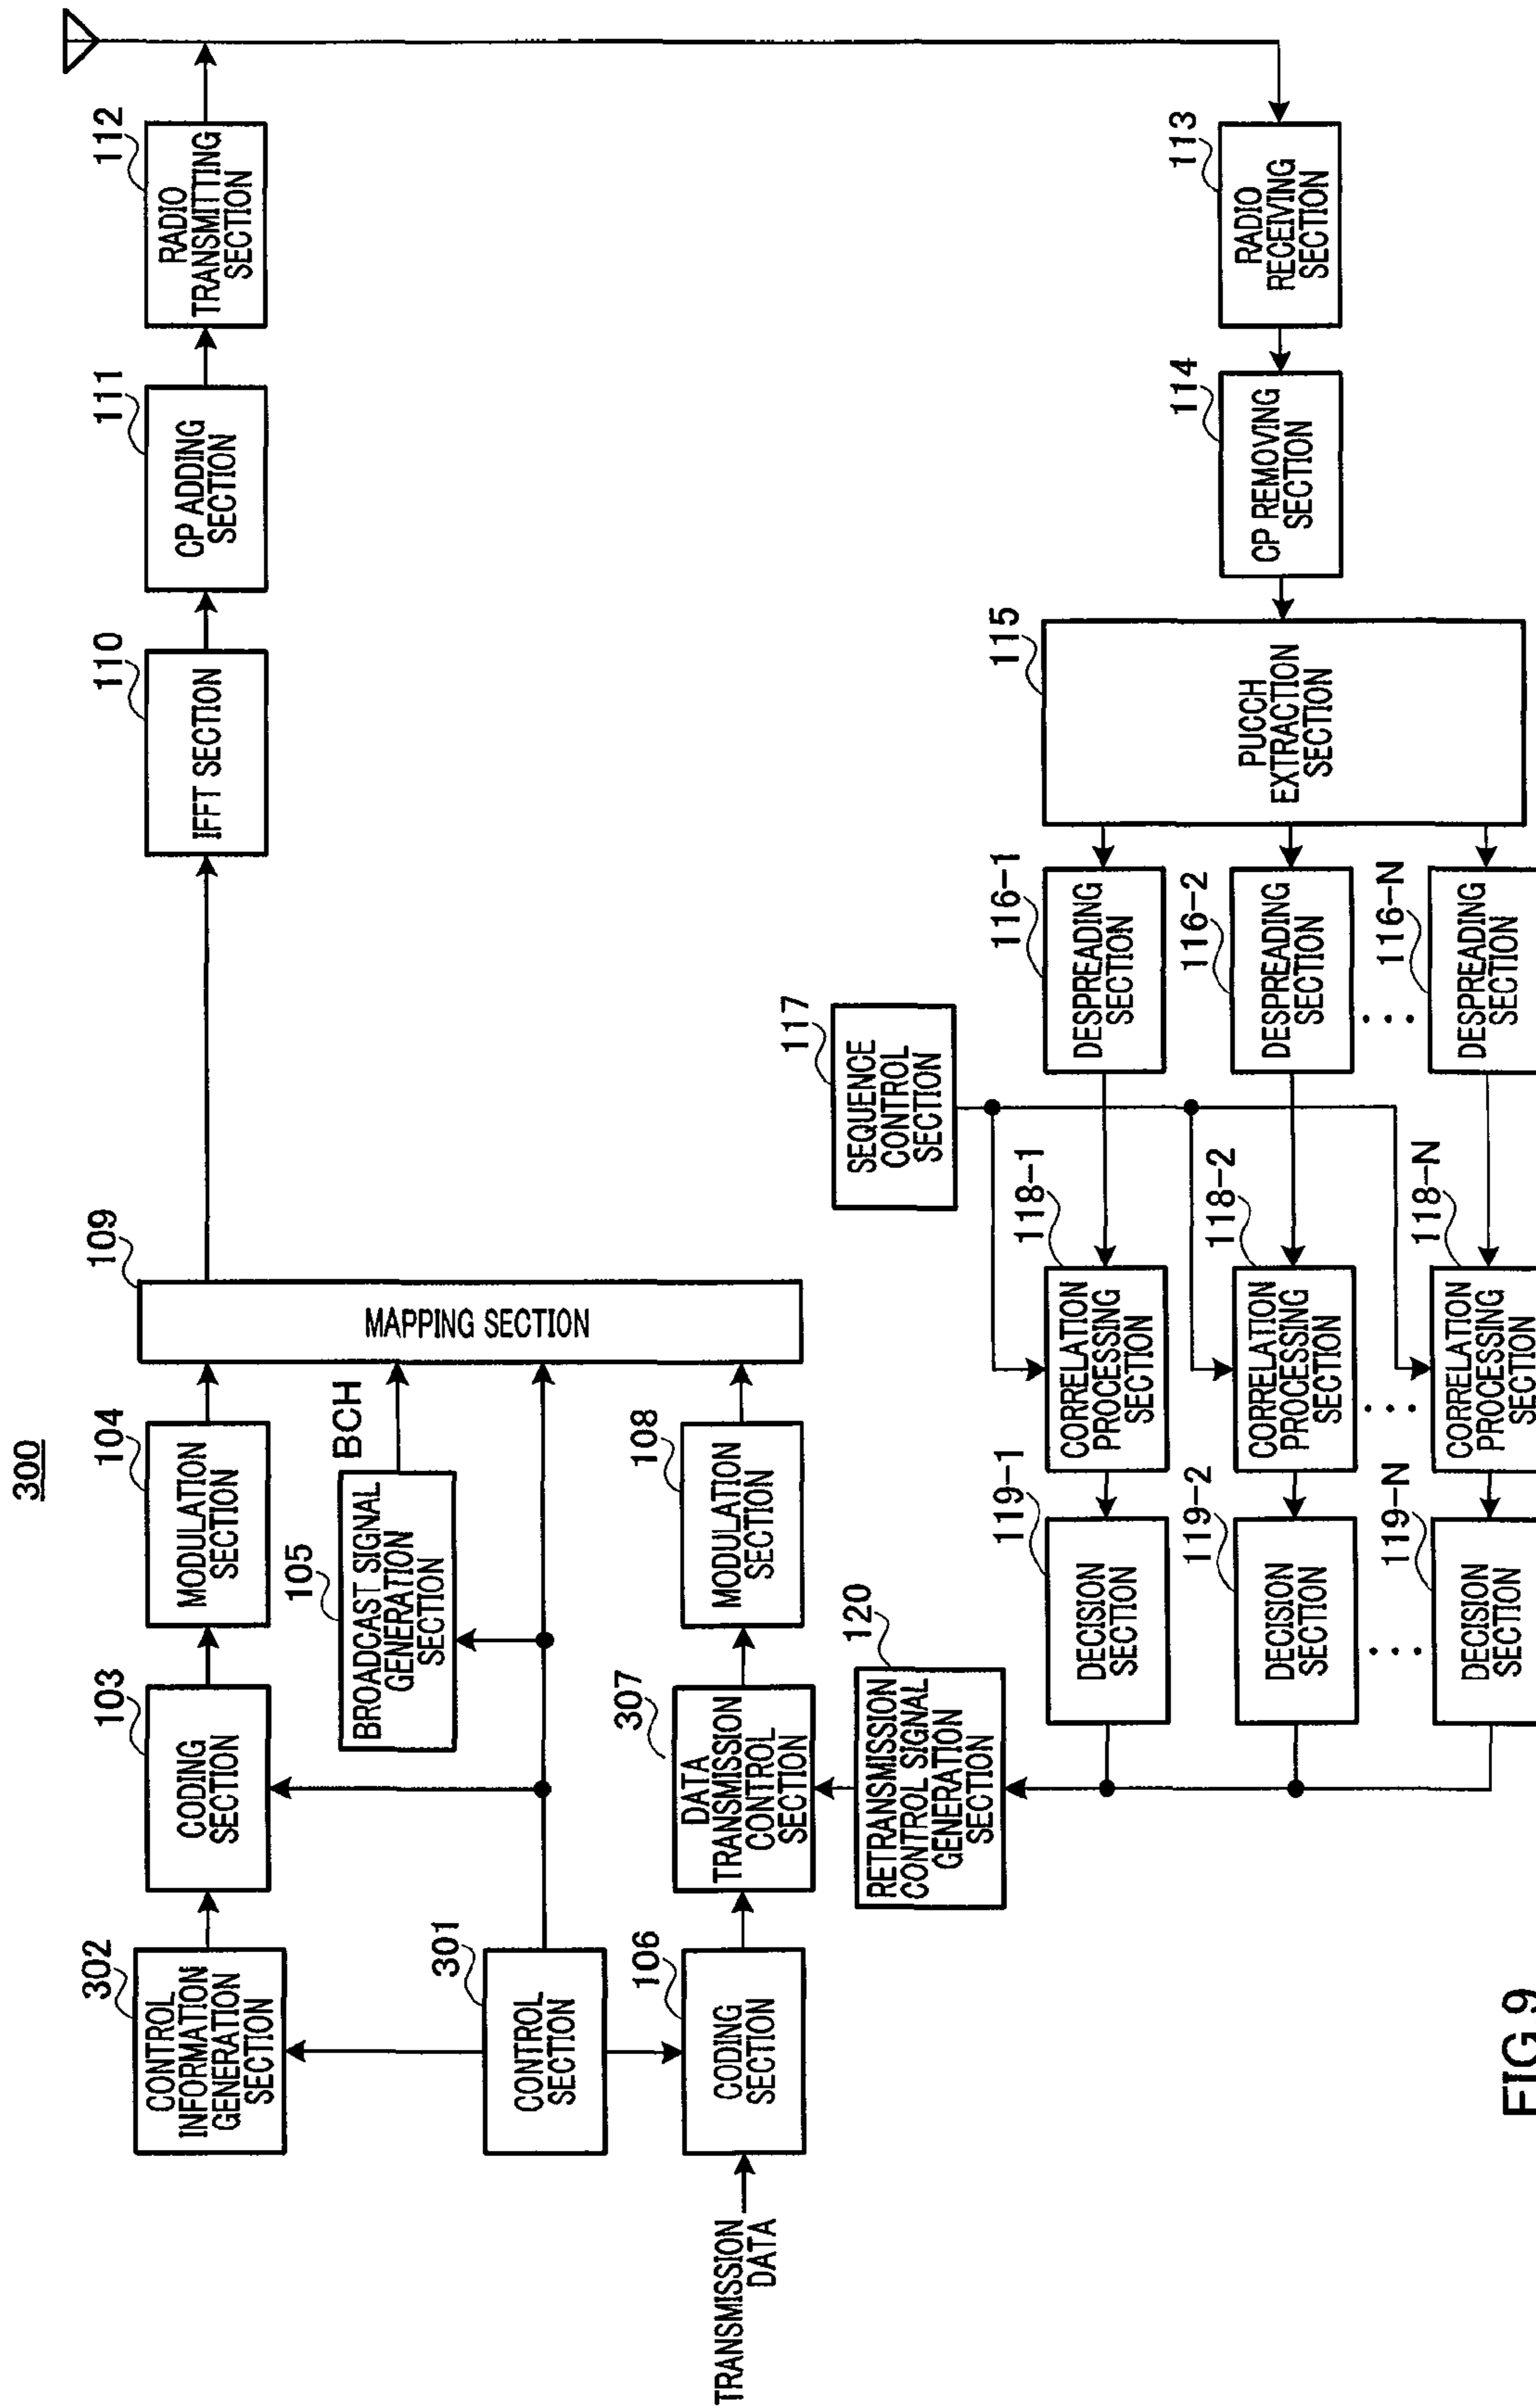 300
302
CONTROL
INFORMATION
GENERATION
SECTION
103
CODING
SECTION
104
MODULATION
SECTION
109
MAPPING SECTION
110
IFFT SECTION
111
CP ADDING
SECTION
112
RADIO
TRANSMITTING
SECTION
105
BROADCAST SIGNAL
GENERATION
SECTION
BCH
301
CONTROL
SECTION
TRANSMISSION
DATA
106
CODING
SECTION
307
DATA
TRANSMISSION
CONTROL
SECTION
108
MODULATION
SECTION
120
RETRANSMISSION
CONTROL SIGNAL
GENERATION
SECTION
117
SEQUENCE
CONTROL
SECTION
119-1
DECISION
SECTION
118-1
CORRELATION
PROCESSING
SECTION
116-1
DESPREADING
SECTION
115
PUCCH
EXTRACTION
SECTION
114
CP REMOVING
SECTION
113
RADIO
RECEIVING
SECTION
119-2
DECISION
SECTION
118-2
CORRELATION
PROCESSING
SECTION
116-2
DESPREADING
SECTION
119-N
DECISION
SECTION
118-N
CORRELATION
PROCESSING
SECTION
116-N
DESPREADING
SECTION
FIG.9